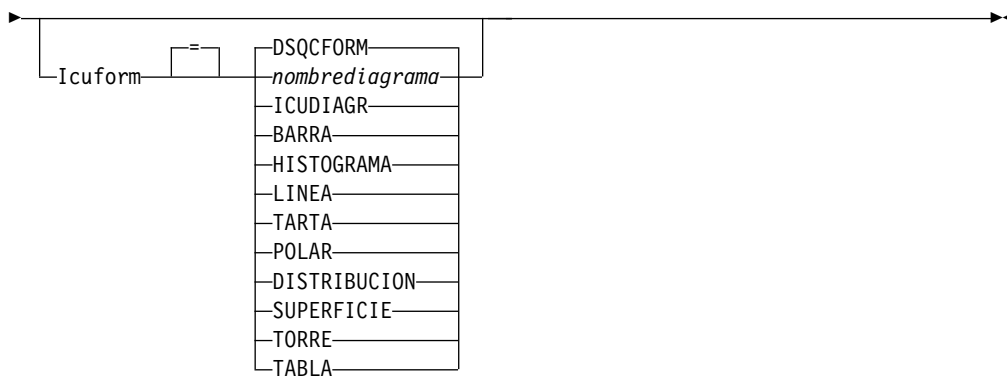 =
DSQCFORM
Icuform
nombrediagrama
ICUDIAGR
BARRA
HISTOGRAMA
LINEA
TARTA
POLAR
DISTRIBUCION
SUPERFICIE
TORRE
TABLA